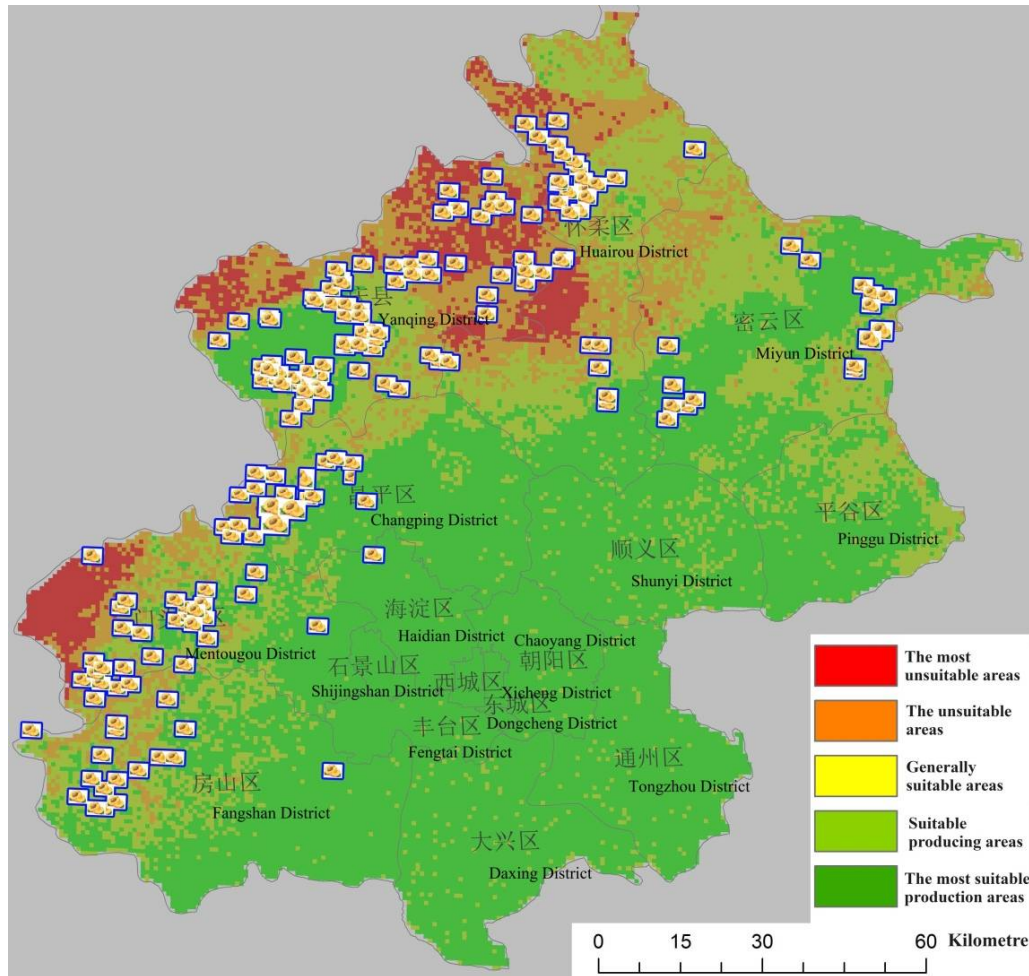 怀柔区
Huairou District
县
Yanqing District
密云区
Miyun District
昌平区
Changping District
平谷区
Pinggu District
顺义区
Shunyi District
海淀区
Haidian District
Chaoyang District
朝阳区
Mentougou District
石景山区
Shijingshan District
西城区
Xicheng District
东城区
Dongcheng District
丰台区
Fengtai District
通州区
Tongzhou District
房山区
Fangshan District
大兴区
Daxing District
The most
unsuitable areas
The unsuitable
areas
Generally
suitable areas
Suitable
producing areas
The most suitable
production areas
0 15 30 60 Kilometre